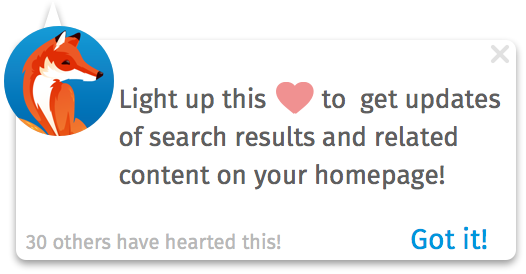 Light up this to get updates
of search results and related
content on your homepage!
30 others have hearted this!
Got it!